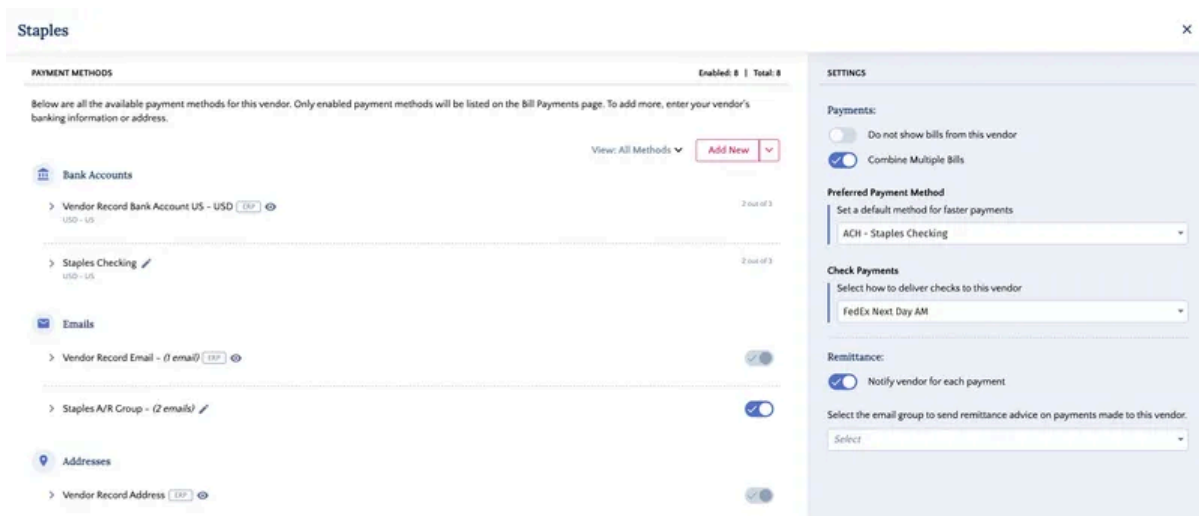 Staples
PAYMENT METHODS
Enabled: 8 | Total: 8
Below are all the available payment methods for this vendor. Only enabled payment methods will be listed on the Bill Payments page. To add more, enter your vendor's
banking information or address.
View: All Methods
Add New
Bank Accounts
Vendor Record Bank Account US - USD ERP
USD - US
2 out of 3
Staples Checking
USD - US
2 out of 3
Emails
Vendor Record Email - (1 email) ERP
Staples A/R Group - (2 emails)
Addresses
Vendor Record Address ERP
SETTINGS
Payments:
Do not show bills from this vendor
Combine Multiple Bills
Preferred Payment Method
Set a default method for faster payments
ACH - Staples Checking
Check Payments
Select how to deliver checks to this vendor
FedEx Next Day AM
Remittance:
Notify vendor for each payment
Select the email group to send remittance advice on payments made to this vendor.
Select